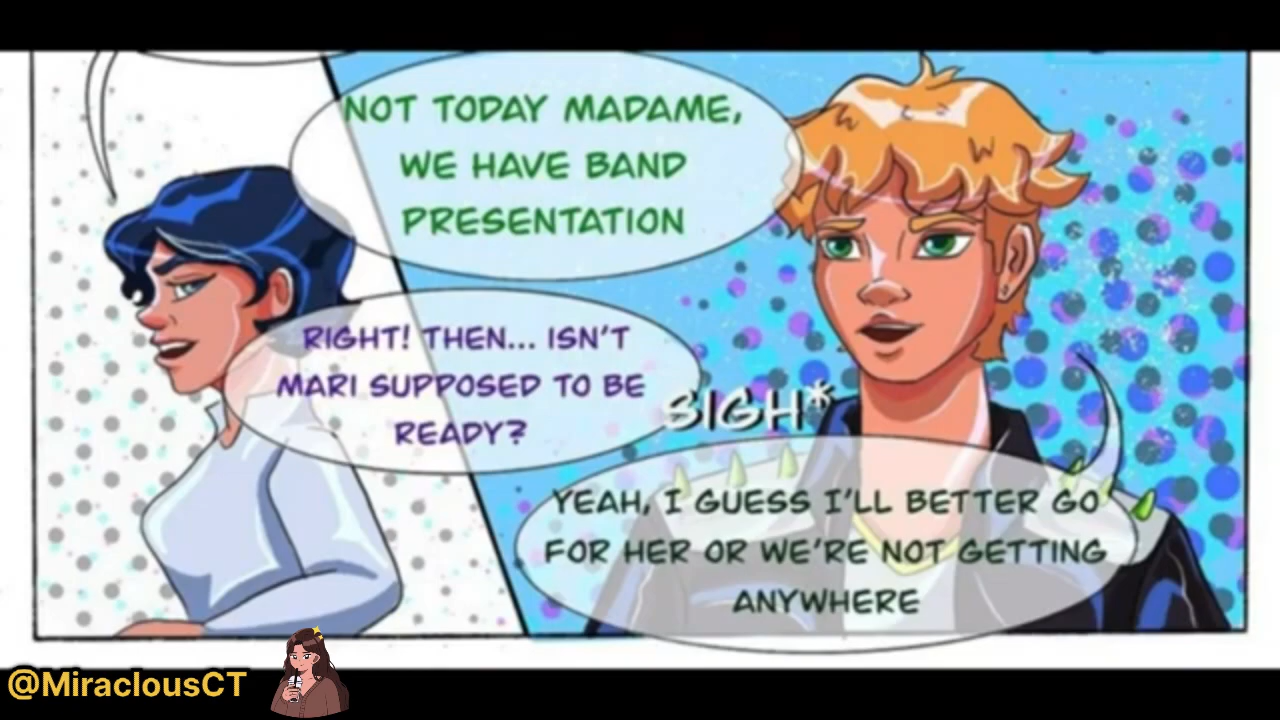 NOT TODAY MADAME,
WE HAVE BAND
PRESENTATION
RIGHT! THEN... ISN'T
MARI SUPPOSED TO BE
READY?
SIGH*
YEAH, I GUESS I'LL BETTER GO
FOR HER OR WE'RE NOT GETTING
ANYWHERE
@MiraclousCT